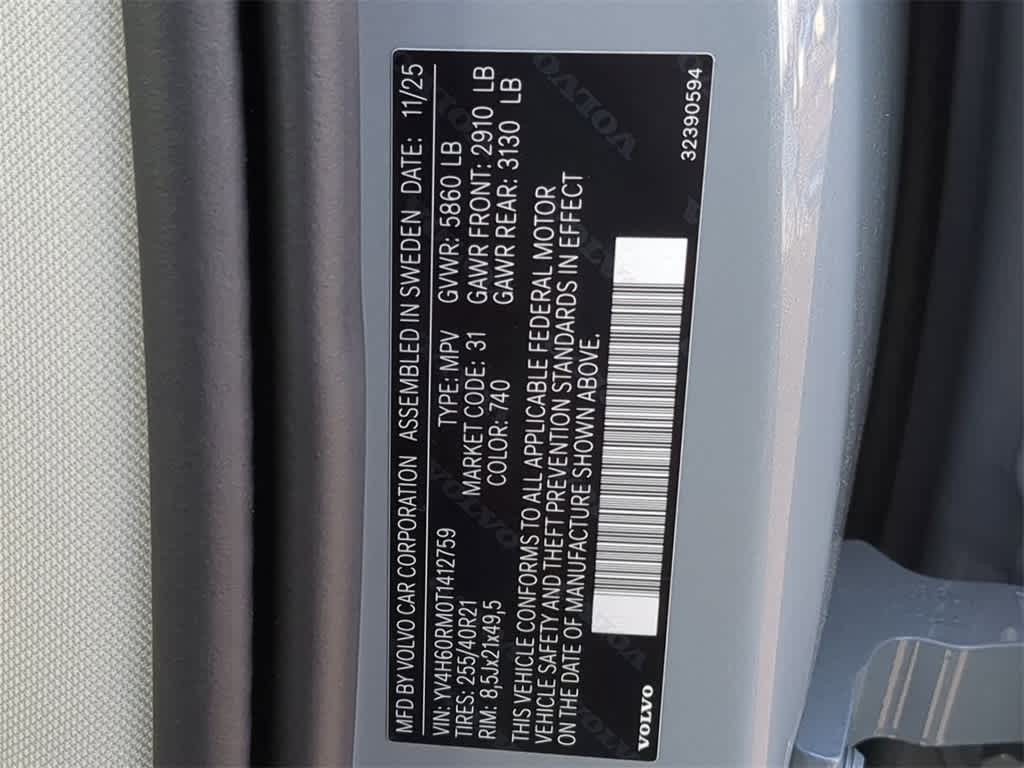 MFD BY VOLVO CAR CORPORATION ASSEMBLED IN SWEDEN DATE: 11/25
VIN: YV4H60RM0T1412759 TYPE: MPV GVWR: 5860 LB
TIRES: 255/40R21 MARKET CODE: 31 GAWR FRONT: 2910 LB
RIM: 8,5Jx21x49,5 COLOR: 740 GAWR REAR: 3130 LB
THIS VEHICLE CONFORMS TO ALL APPLICABLE FEDERAL MOTOR
VEHICLE SAFETY AND THEFT PREVENTION STANDARDS IN EFFECT
ON THE DATE OF MANUFACTURE SHOWN ABOVE.
VOLVO 32390594